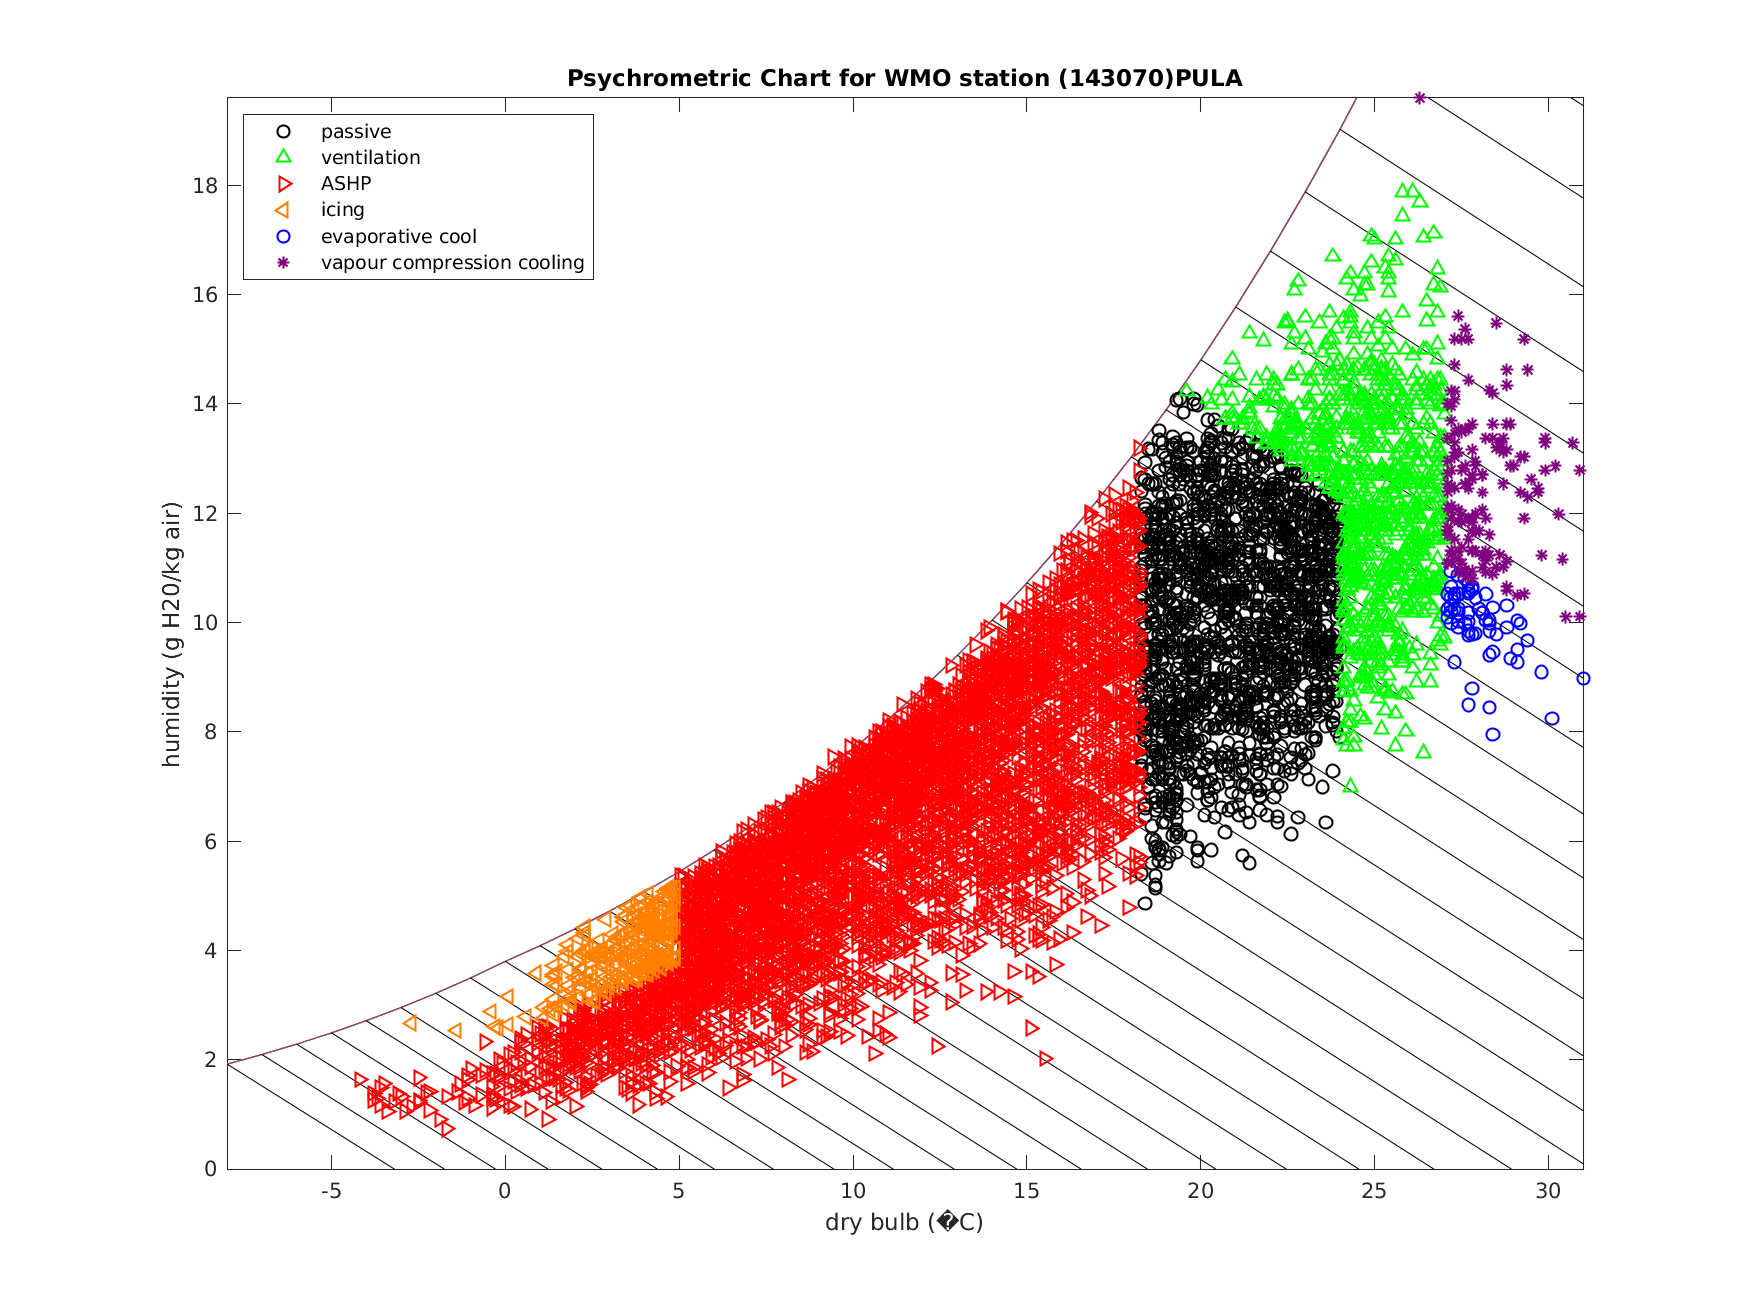 Psychrometric Chart for WMO station (143070)PULA
passive
ventilation
ASHP
icing
evaporative cool
vapour compression cooling
18
16
14
12
10
8
6
4
2
0
humidity (g H20/kg air)
-5 0 5 10 15 20 25 30
dry bulb (�C)